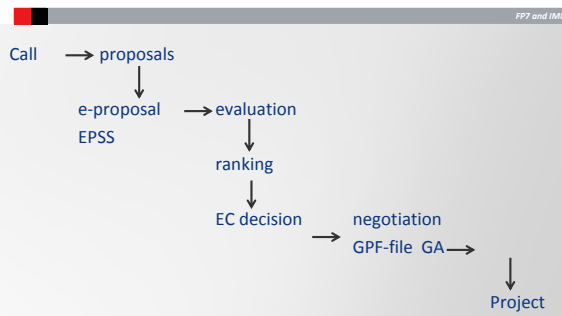 FP7 and IMI
Call proposals
e-proposal evaluation
EPSS
ranking
EC decision negotiation
GPF-file GA
Project